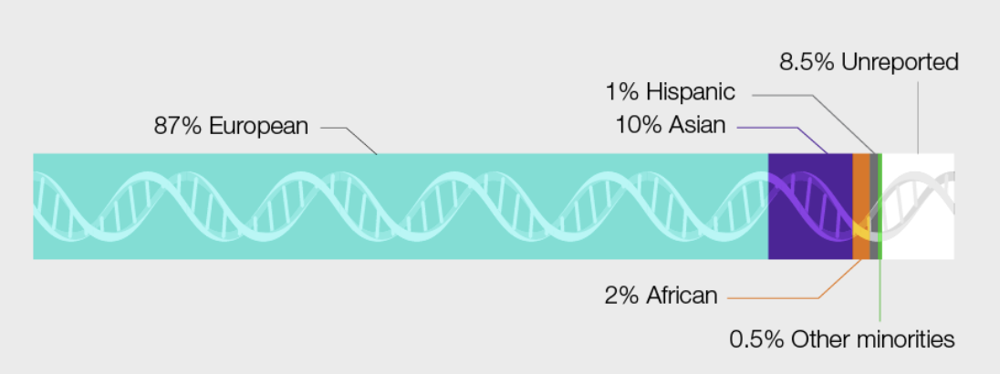 8.5% Unreported
1% Hispanic
10% Asian
87% European
2% African
0.5% Other minorities